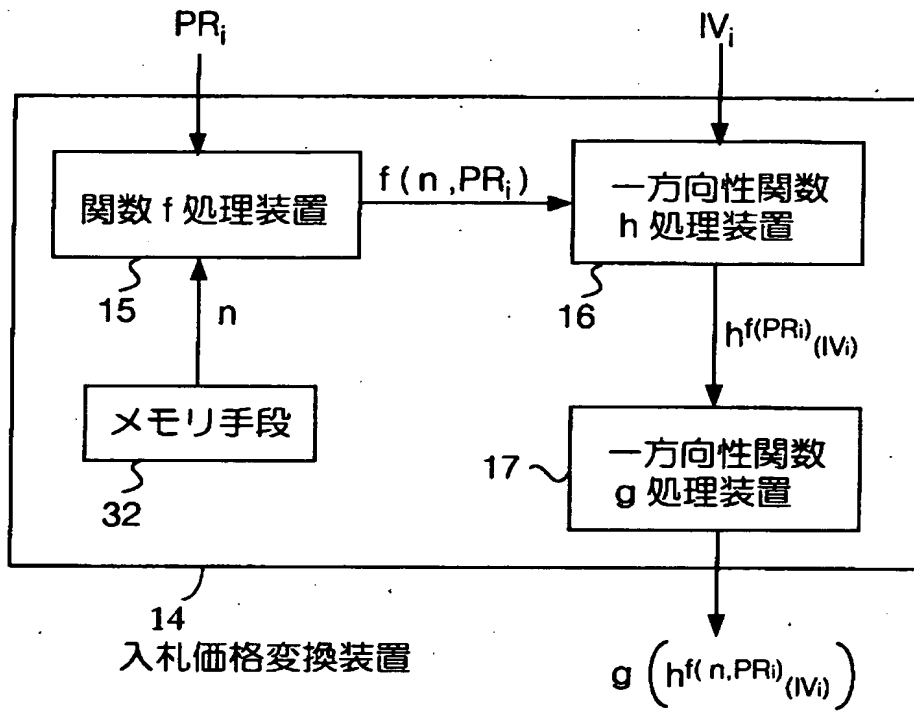 PRi
IVi
関数 f 処理装置
f ( n , PRi )
一方向性関数
h 処理装置
15
n
16
h^f(PRi) (IVi)
メモリ手段
32
17
一方向性関数
g 処理装置
14
入札価格変換装置
g ( h^f( n, PRi) (IVi) )